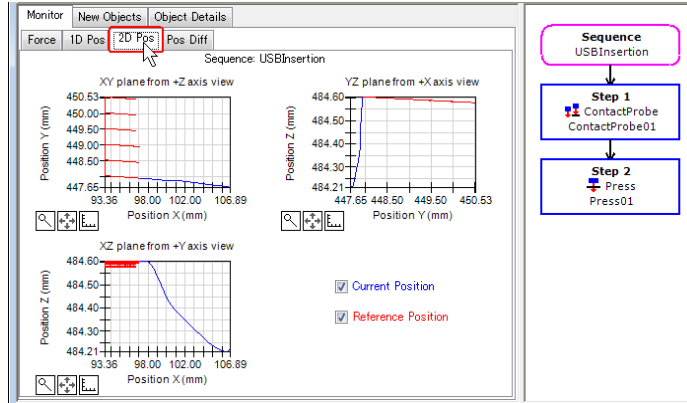 Monitor New Objects Object Details
Force 1D Pos 2D Pos Pos Diff
Sequence: USBInsertion
XY plane from +Z axis view
Position Y (mm)
450.53
450.00
449.50
449.00
448.50
447.65
93.36 98.00 102.00 106.89
Position X (mm)
YZ plane from +X axis view
Position Z (mm)
484.60
484.50
484.40
484.30
484.21
447.65 448.50 449.50 450.53
Position Y (mm)
XZ plane from +Y axis view
Position Z (mm)
484.60
484.50
484.40
484.30
484.21
93.36 98.00 102.00 106.89
Position X (mm)
Current Position
Reference Position
Sequence
USBInsertion
Step 1
ContactProbe
ContactProbe01
Step 2
Press
Press01